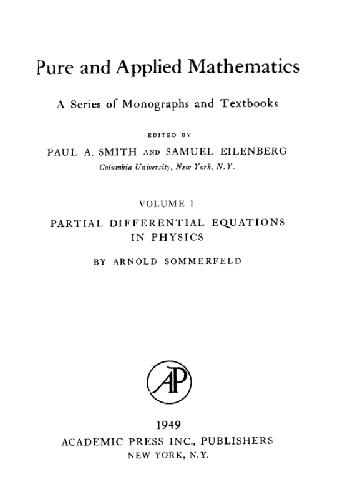 Pure and Applied Mathematics
A Series of Monographs and Textbooks
EDITED BY
PAUL A. SMITH AND SAMUEL EILENBERG
Columbia University, New York, N.Y.
VOLUME I
PARTIAL DIFFERENTIAL EQUATIONS
IN PHYSICS
BY ARNOLD SOMMERFELD
AP
1949
ACADEMIC PRESS INC., PUBLISHERS
NEW YORK, N.Y.